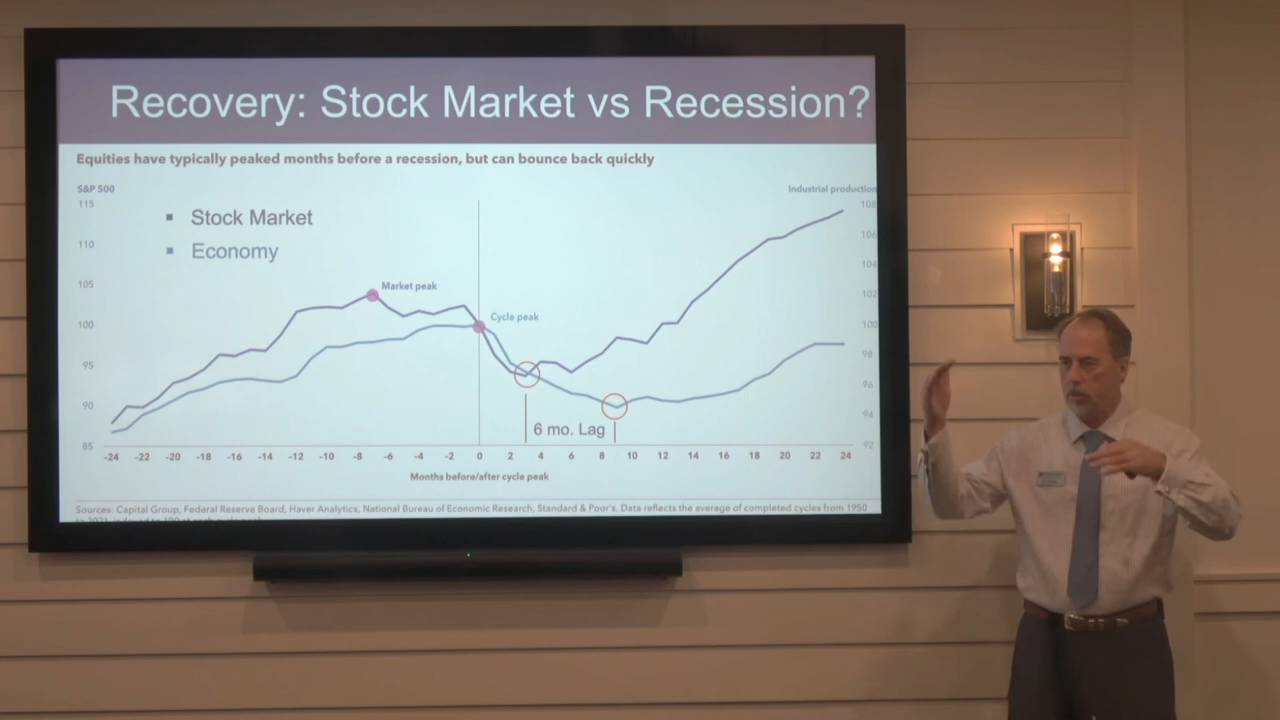 Recovery: Stock Market vs Recession?
Equities have typically peaked months before a recession, but can bounce back quickly
S&P 500
Industrial production
115
108
▪ Stock Market
110
106
▪ Economy
104
105
Market peak
102
100
Cycle peak
100
98
95
96
90
94
6 mo. Lag
85
92
-24 -22 -20 -18 -16 -14 -12 -10 -8 -6 -4 -2 0 2 4 6 8 10 12 14 16 18 20 22 24
Months before/after cycle peak
Sources: Capital Group, Federal Reserve Board, Haver Analytics, National Bureau of Economic Research, Standard & Poor's. Data reflects the average of completed cycles from 1950